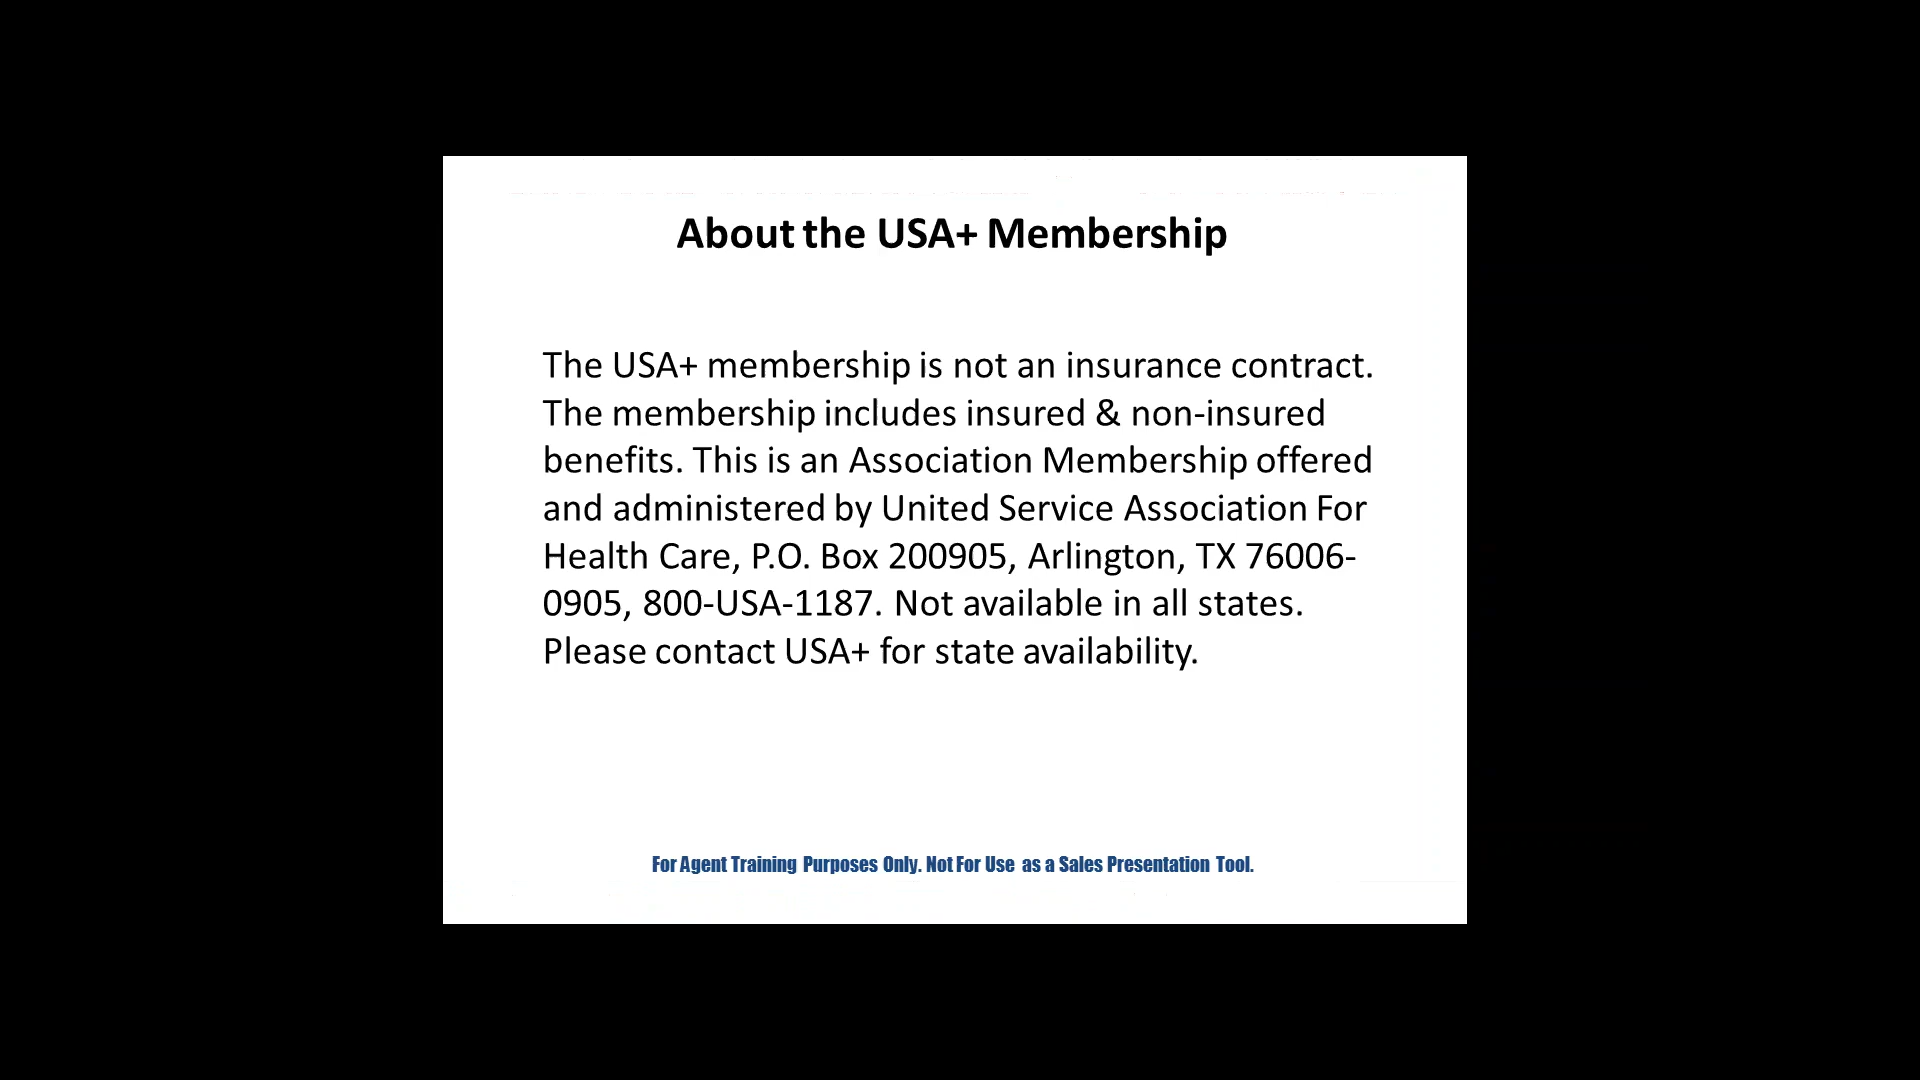 About the USA+ Membership
The USA+ membership is not an insurance contract.
The membership includes insured & non-insured
benefits. This is an Association Membership offered
and administered by United Service Association For
Health Care, P.O. Box 200905, Arlington, TX 76006-
0905, 800-USA-1187. Not available in all states.
Please contact USA+ for state availability.
For Agent Training Purposes Only. Not For Use as a Sales Presentation Tool.